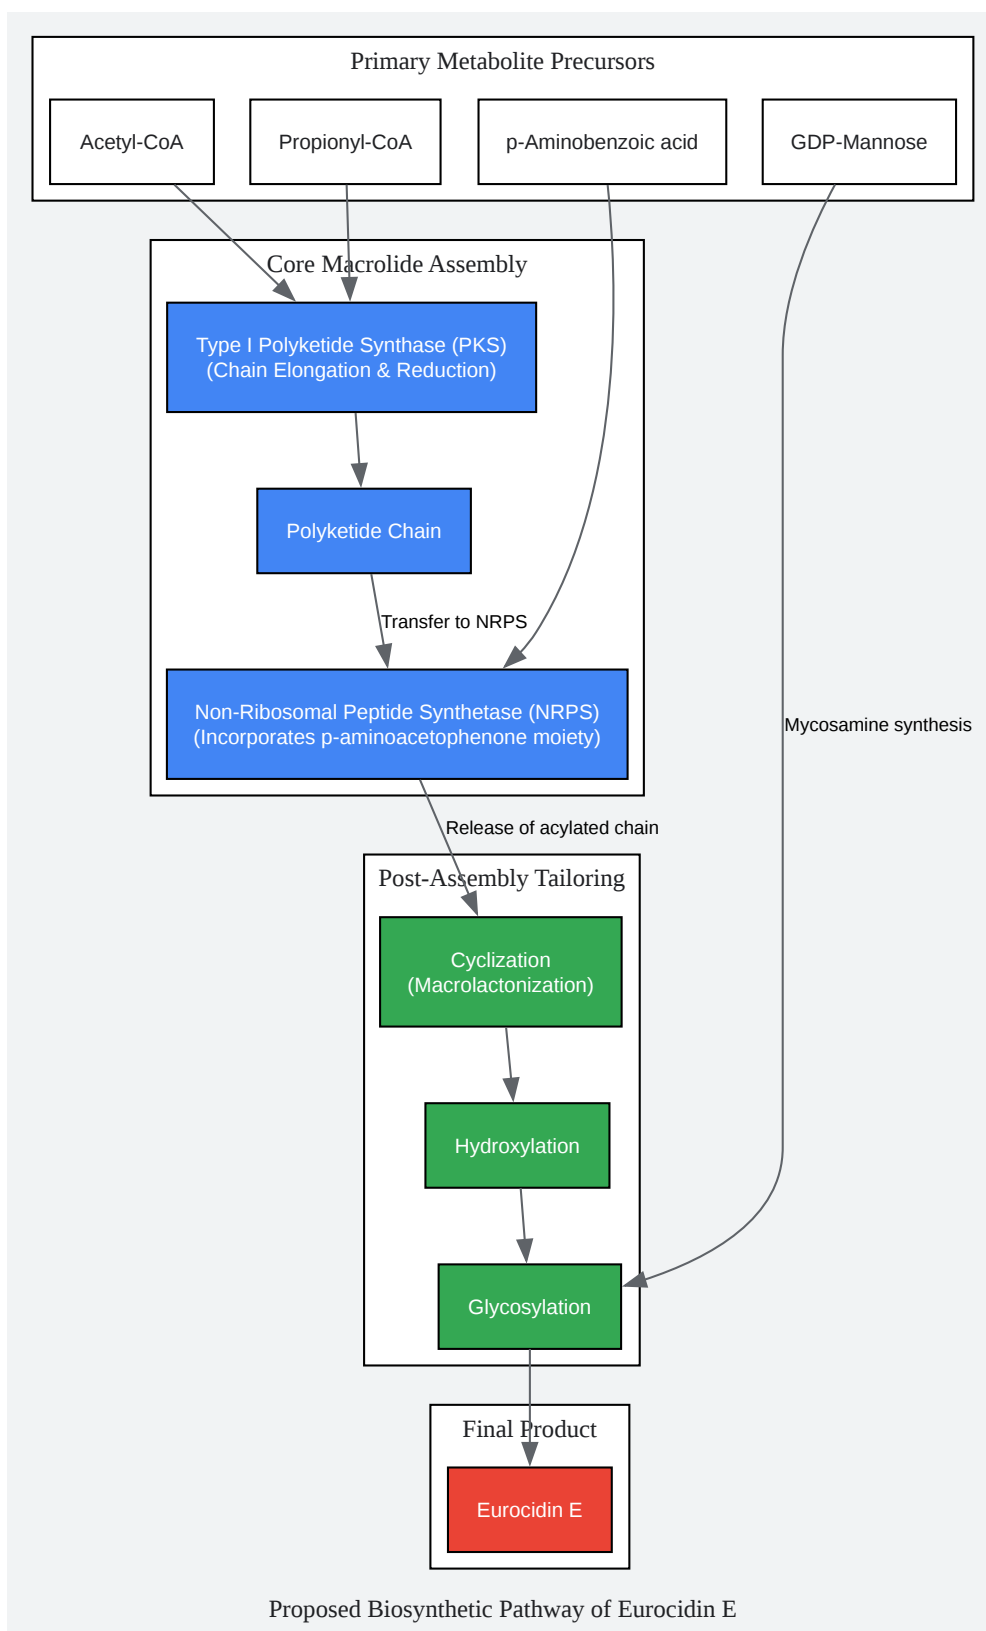 Primary Metabolite Precursors
Acetyl-CoA
Propionyl-CoA
p-Aminobenzoic acid
GDP-Mannose
Core Macrolide Assembly
Type I Polyketide Synthase (PKS)
(Chain Elongation & Reduction)
Polyketide Chain
Transfer to NRPS
Non-Ribosomal Peptide Synthetase (NRPS)
(Incorporates p-aminoacetophenone moiety)
Mycosamine synthesis
Release of acylated chain
Post-Assembly Tailoring
Cyclization
(Macrolactonization)
Hydroxylation
Glycosylation
Final Product
Eurocidin E
Proposed Biosynthetic Pathway of Eurocidin E